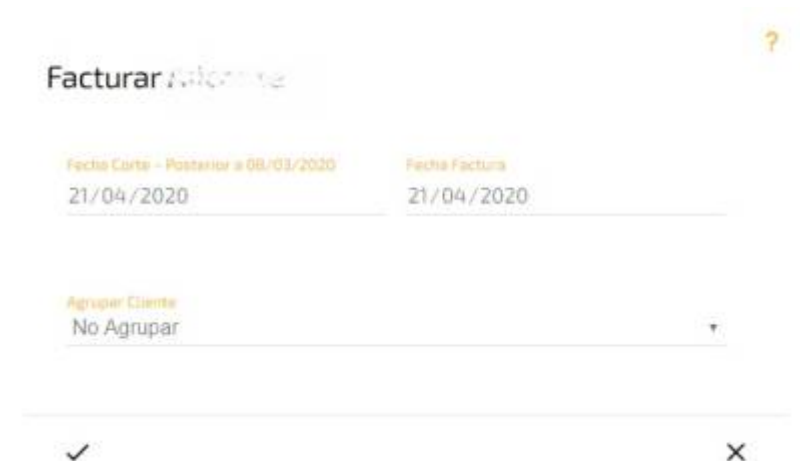 ?
Facturar
Fecha Corte - Posterior a 08/03/2020
Fecha Factura
21/04/2020
21/04/2020
Agrupar Cliente
No Agrupar